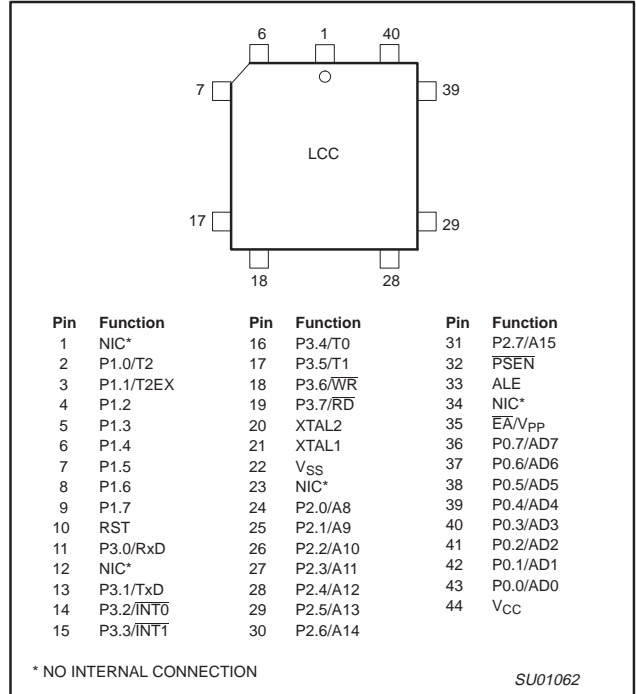 6 1 40
7 39
LCC
17 29
18 28
Pin Function Pin Function Pin Function
1 NIC* 16 P3.4/T0 31 P2.7/A15
2 P1.0/T2 17 P3.5/T1 32 PSEN
3 P1.1/T2EX 18 P3.6/WR 33 ALE
4 P1.2 19 P3.7/RD 34 NIC*
5 P1.3 20 XTAL2 35 EA/VPP
6 P1.4 21 XTAL1 36 P0.7/AD7
7 P1.5 22 VSS 37 P0.6/AD6
8 P1.6 23 NIC* 38 P0.5/AD5
9 P1.7 24 P2.0/A8 39 P0.4/AD4
10 RST 25 P2.1/A9 40 P0.3/AD3
11 P3.0/RxD 26 P2.2/A10 41 P0.2/AD2
12 NIC* 27 P2.3/A11 42 P0.1/AD1
13 P3.1/TxD 28 P2.4/A12 43 P0.0/AD0
14 P3.2/INT0 29 P2.5/A13 44 VCC
15 P3.3/INT1 30 P2.6/A14
* NO INTERNAL CONNECTION
SU01062